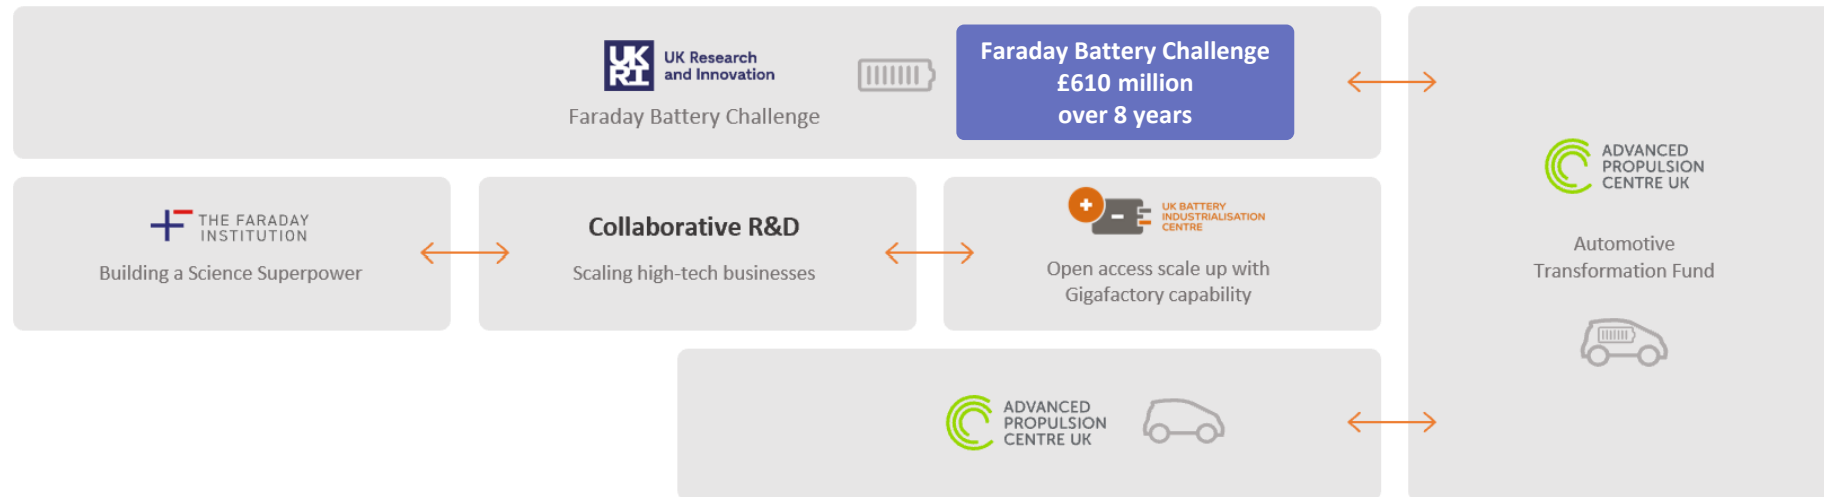 UK
RI
UK Research
and Innovation
Faraday Battery Challenge
Faraday Battery Challenge
£610 million
over 8 years
THE FARADAY
INSTITUTION
Building a Science Superpower
Collaborative R&D
Scaling high-tech businesses
UK BATTERY
INDUSTRIALISATION
CENTRE
Open access scale up with
Gigafactory capability
ADVANCED
PROPULSION
CENTRE UK
Automotive
Transformation Fund
ADVANCED
PROPULSION
CENTRE UK